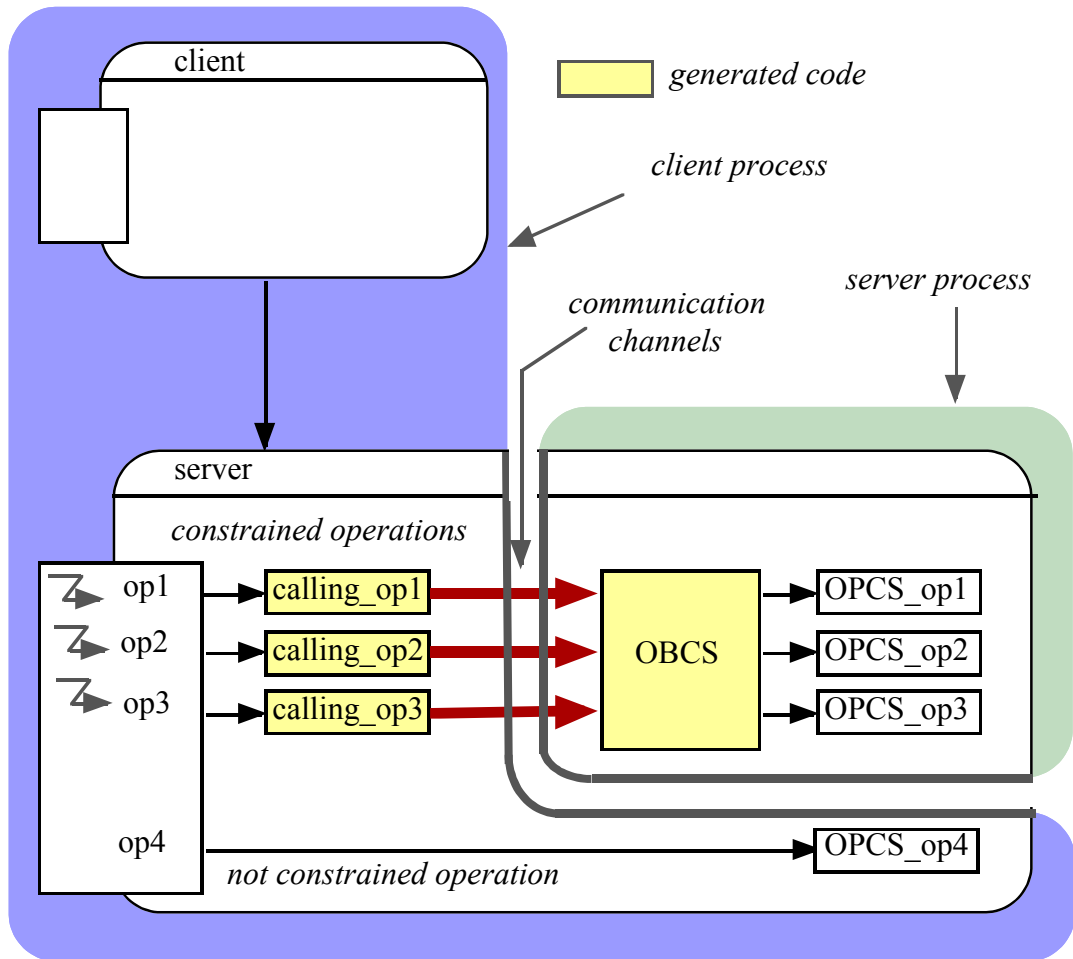 client
generated code
client process
server process
communication
channels
server
constrained operations
op1
calling_op1
OPCS_op1
op2
calling_op2
OBCS
OPCS_op2
op3
calling_op3
OPCS_op3
op4
OPCS_op4
not constrained operation